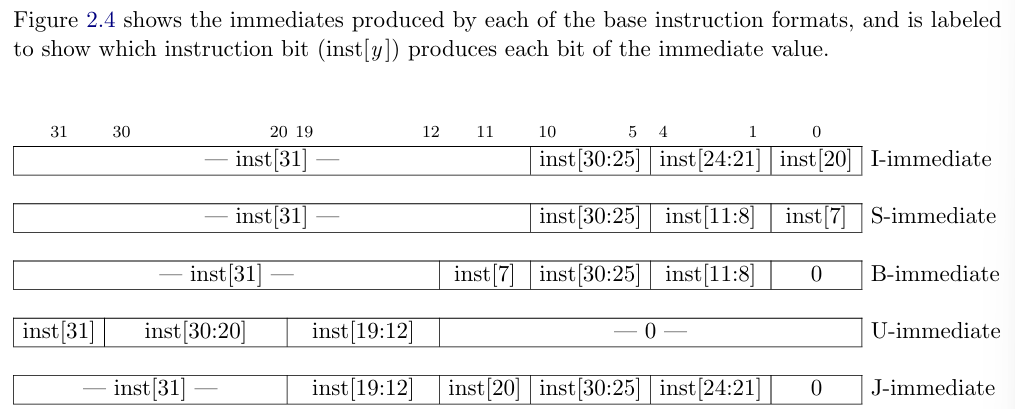 Figure 2.4 shows the immediates produced by each of the base instruction formats, and is labeled
to show which instruction bit (inst[y]) produces each bit of the immediate value.
31 30 20 19 12 11 10 5 4 1 0
— inst[31] — inst[30:25] inst[24:21] inst[20] I-immediate
— inst[31] — inst[30:25] inst[11:8] inst[7] S-immediate
— inst[31] — inst[7] inst[30:25] inst[11:8] 0 B-immediate
inst[31] inst[30:20] inst[19:12] — 0 — U-immediate
— inst[31] — inst[19:12] inst[20] inst[30:25] inst[24:21] 0 J-immediate